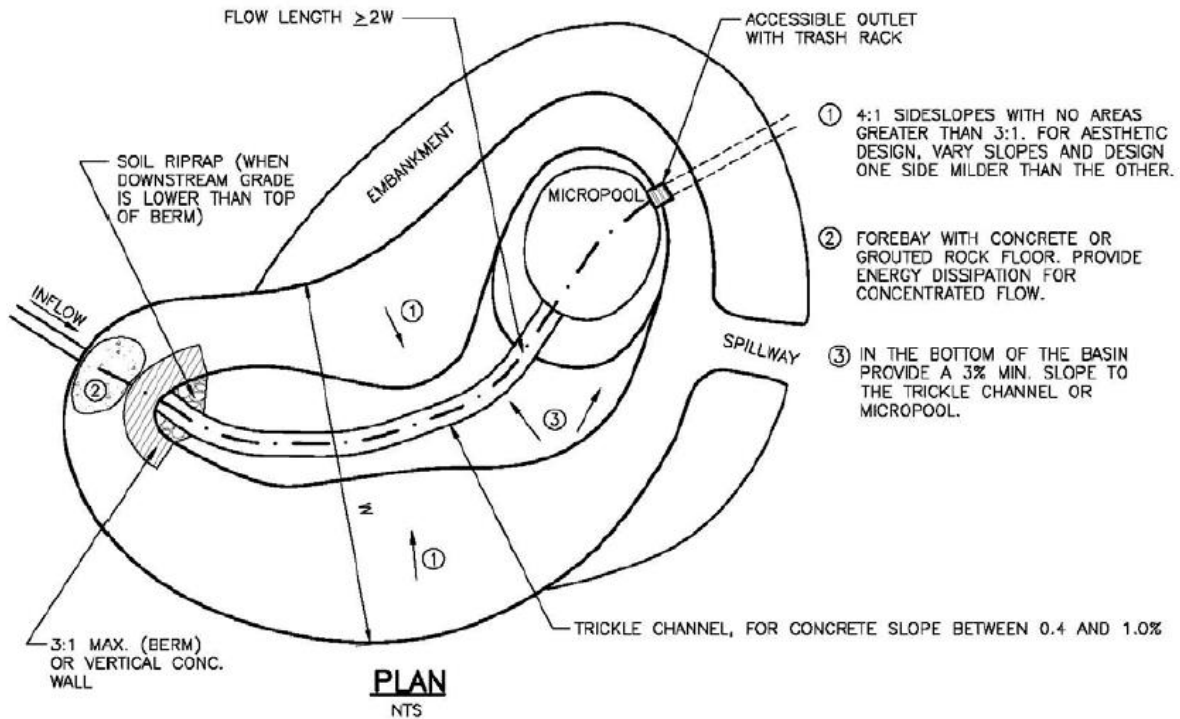 FLOW LENGTH ≥2W
ACCESSIBLE OUTLET
WITH TRASH RACK
SOIL RIPRAP (WHEN
DOWNSTREAM GRADE
IS LOWER THAN TOP
OF BERM)
EMBANKMENT
MICROPOOL
INFLOW
①
②
③
①
W
SPILLWAY
① 4:1 SIDESLOPES WITH NO AREAS
GREATER THAN 3:1. FOR AESTHETIC
DESIGN, VARY SLOPES AND DESIGN
ONE SIDE MILDER THAN THE OTHER.
② FOREBAY WITH CONCRETE OR
GROUTED ROCK FLOOR. PROVIDE
ENERGY DISSIPATION FOR
CONCENTRATED FLOW.
③ IN THE BOTTOM OF THE BASIN
PROVIDE A 3% MIN. SLOPE TO
THE TRICKLE CHANNEL OR
MICROPOOL.
TRICKLE CHANNEL, FOR CONCRETE SLOPE BETWEEN 0.4 AND 1.0%
3:1 MAX. (BERM)
OR VERTICAL CONC.
WALL
PLAN
NTS